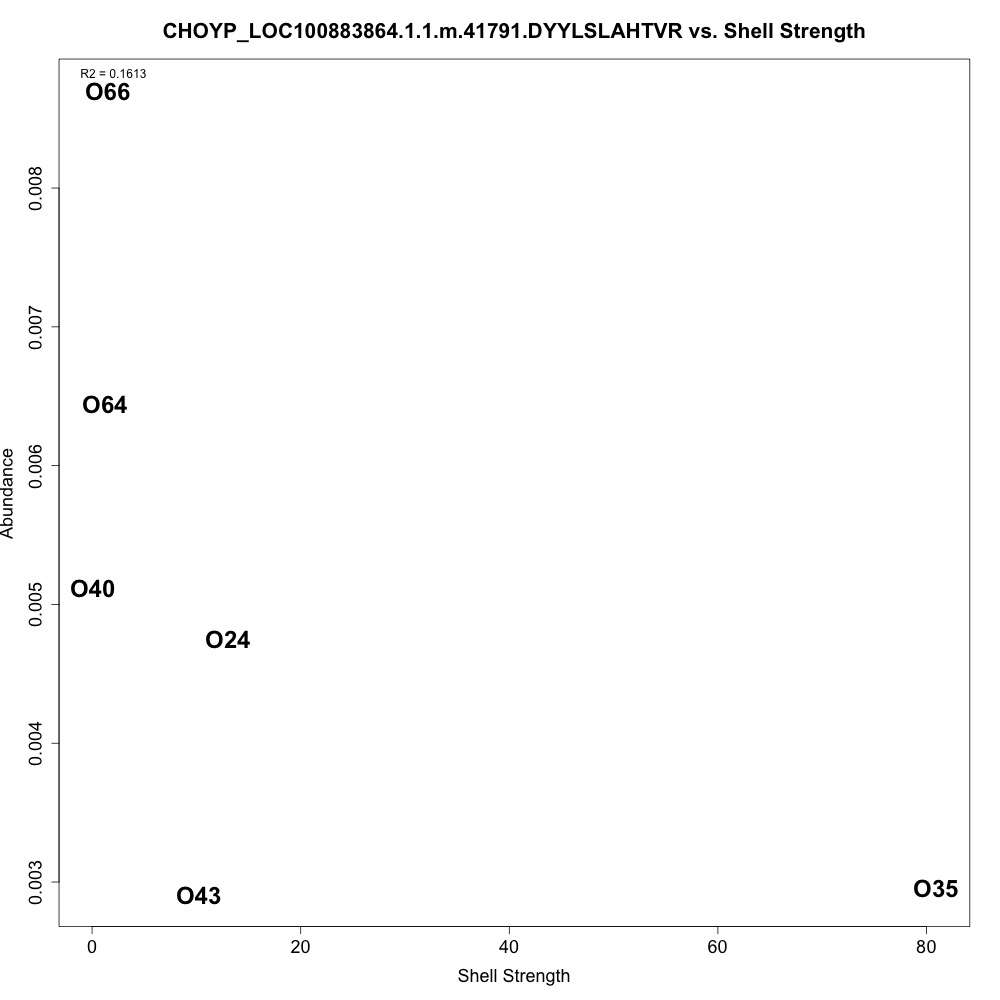 CHOYP_LOC100883864.1.1.m.41791.DYYLSLAHTVR vs. Shell Strength
R2 = 0.1613
O66
0.008
0.007
O64
0.006
Abundance
O40
0.005
O24
0.004
0.003
O43
O35
0 20 40 60 80
Shell Strength